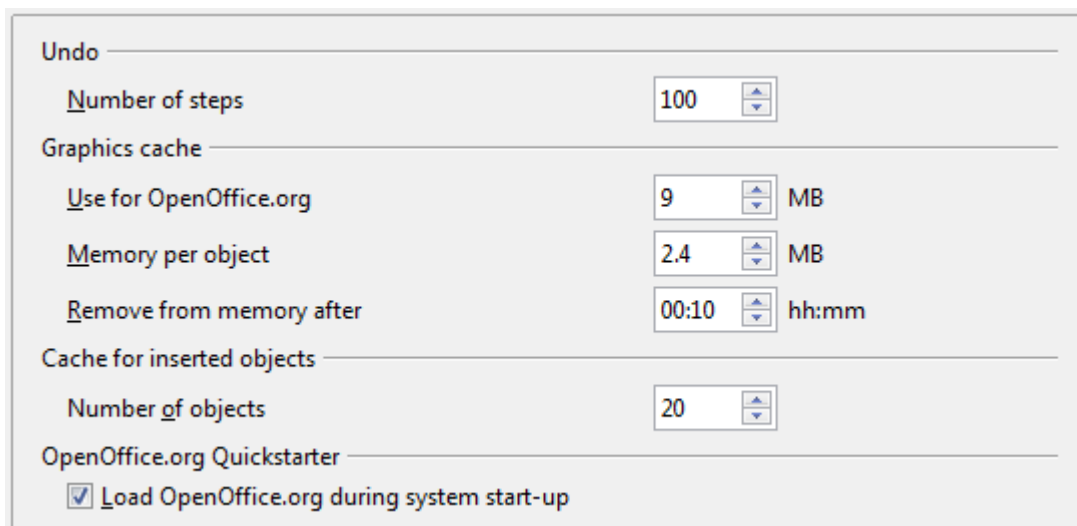 Undo
Number of steps 100
Graphics cache
Use for OpenOffice.org 9 MB
Memory per object 2.4 MB
Remove from memory after 00:10 hh:mm
Cache for inserted objects
Number of objects 20
OpenOffice.org Quickstarter
Load OpenOffice.org during system start-up